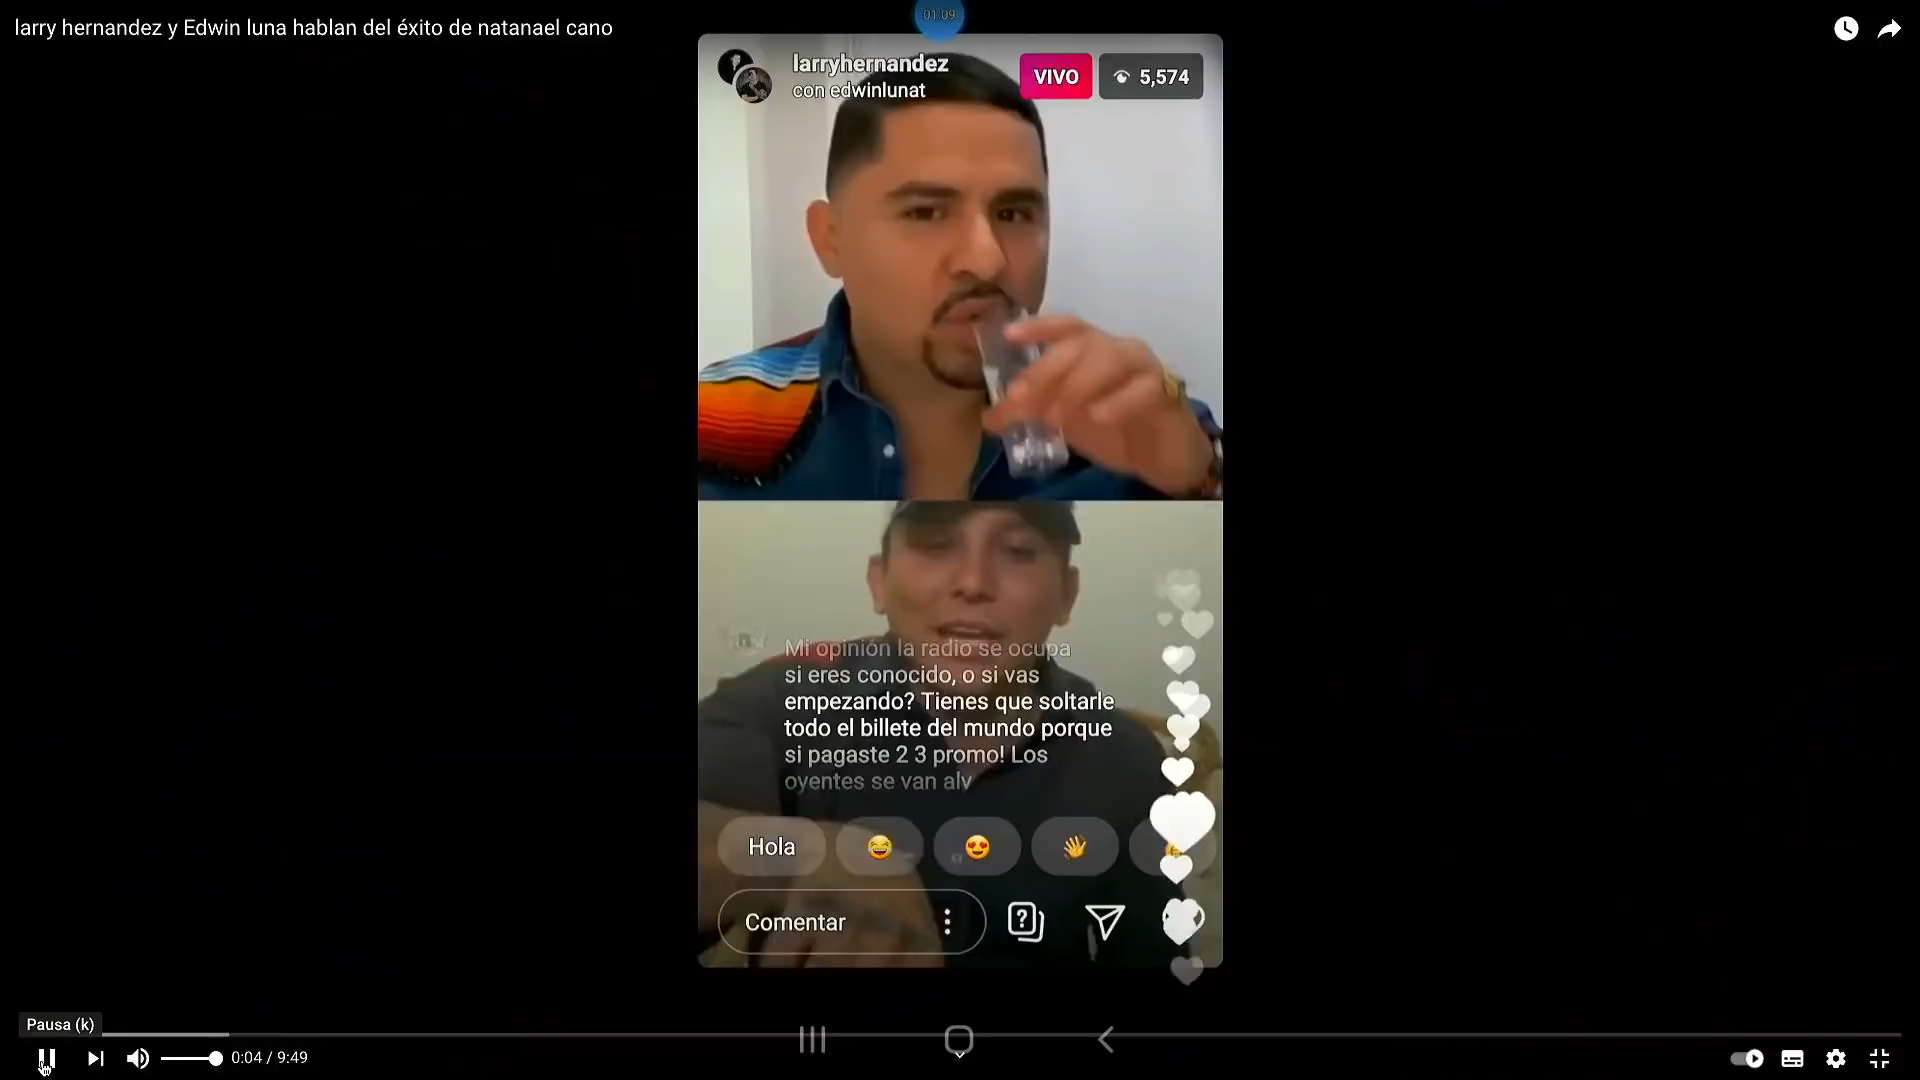 larry hernandez y Edwin luna hablan del éxito de natanael cano
01:09
larryhernandez
con edwinlunat
VIVO
5,574
Mi opinión la radio se ocupa
si eres conocido, o si vas
empezando? Tienes que soltarle
todo el billete del mundo porque
si pagaste 2 3 promo! Los
oyentes se van alv
Hola
Comentar
Pausa (k)
0:04 / 9:49